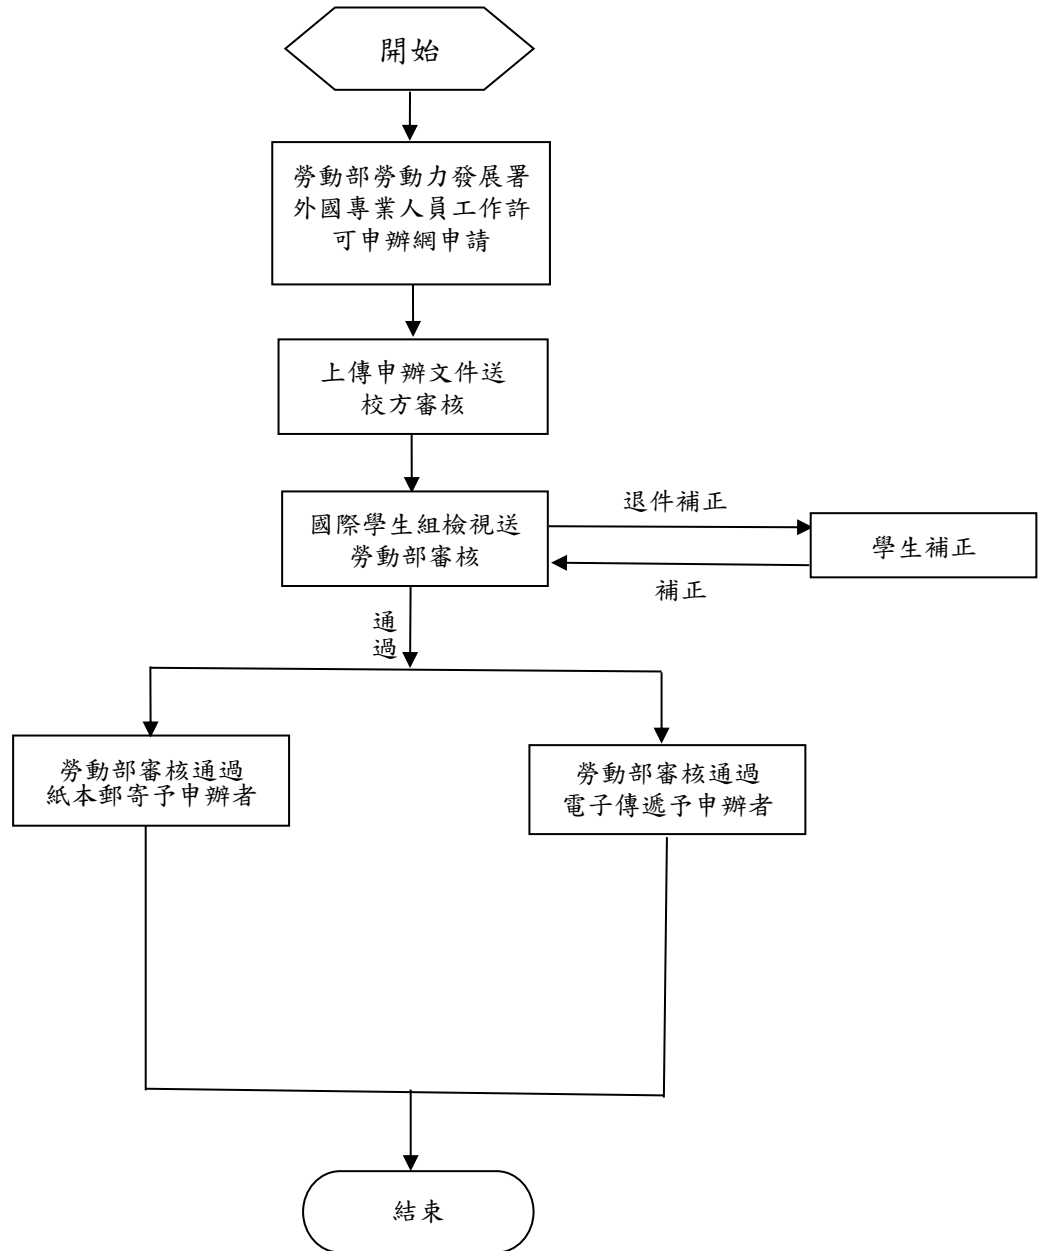 開始
勞動部勞動力發展署
外國專業人員工作許
可申辦網申請
上傳申辦文件送
校方審核
國際學生組檢視送
勞動部審核
退件補正
學生補正
補正
通
過
勞動部審核通過
紙本郵寄予申辦者
勞動部審核通過
電子傳遞予申辦者
結束